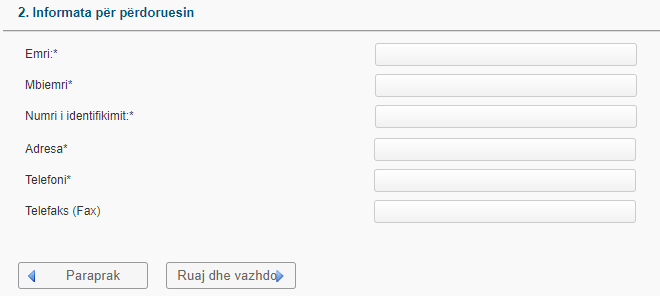 2. Informata për përdoruesin
Emri:*
Mbiemri*
Numri i identifikimit:*
Adresa*
Telefoni*
Telefaks (Fax)
Paraprak
Ruaj dhe vazhdo